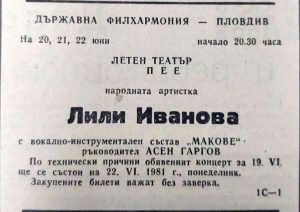 ДЪРЖАВНА ФИЛХАРМОНИЯ — ПЛОВДИВ
На 20, 21, 22 юни начало 20.30 часа
ЛЕТЕН ТЕАТЪР
ПЕЕ
народната артистка
Лили Иванова
с вокално-инструментален състав „МАКОВЕ“
ръководител АСЕН ГАРГОВ
По технически причини обявеният концерт за 19. VI.
ще се състои на 22. VI. 1981 г., понеделник.
Закупените билети важат без заверка.
1С—1